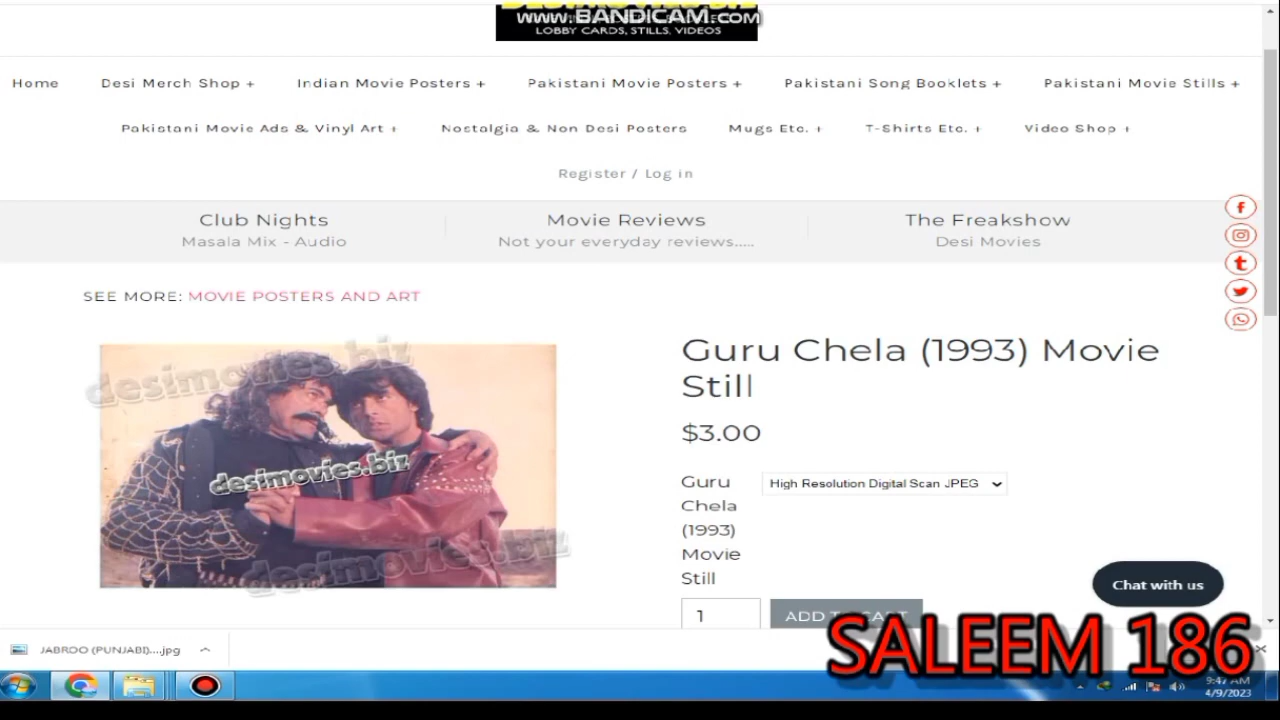 WWW.BANDICAM.COM
LOBBY CARDS, STILLS, VIDEOS
Home Desi Merch Shop + Indian Movie Posters + Pakistani Movie Posters + Pakistani Song Booklets + Pakistani Movie Stills +
Pakistani Movie Ads & Vinyl Art + Nostalgia & Non Desi Posters Mugs Etc. + T-Shirts Etc. + Video Shop +
Register / Log in
Club Nights Movie Reviews The Freakshow
Masala Mix - Audio Not your everyday reviews..... Desi Movies
SEE MORE: MOVIE POSTERS AND ART
desimovies.biz
desimovies.biz
desimovies.biz
Guru Chela (1993) Movie
Still
$3.00
Guru
Chela
(1993)
Movie
Still
High Resolution Digital Scan JPEG
1
ADD TO CART
Chat with us
SALEEM 186
JABROO (PUNJABI)....jpg
9:47 AM
4/9/2023